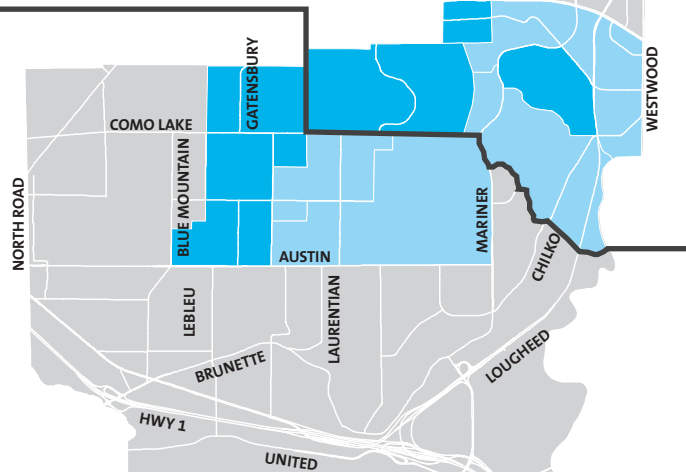 GATENSBURY
WESTWOOD
COMO LAKE
BLUE MOUNTAIN
NORTH ROAD
MARINER
AUSTIN
CHILKO
LEBLEU
LAURENTIAN
BRUNETTE
LOUGHEED
HWY 1
UNITED